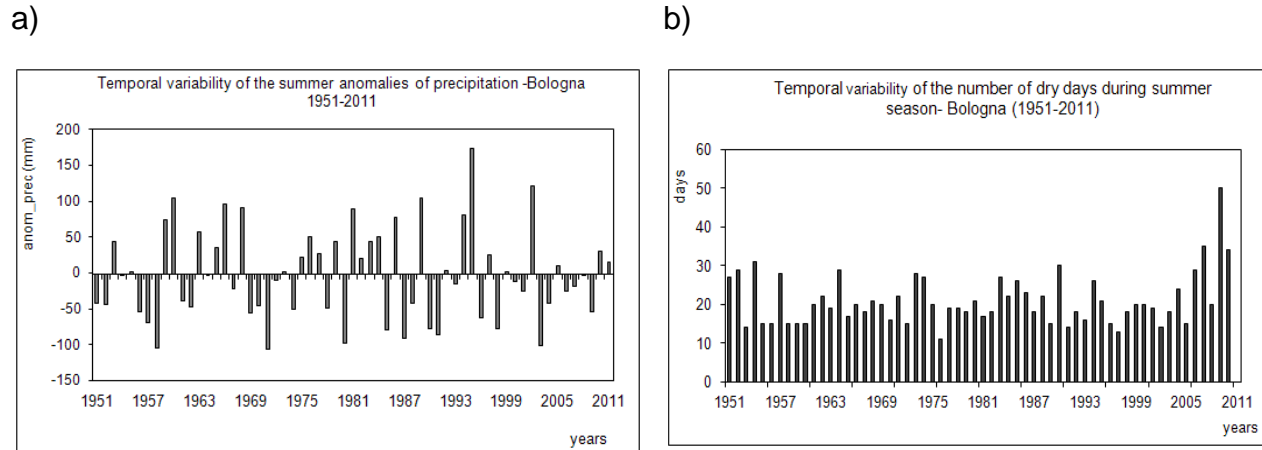 a)
Temporal variability of the summer anomalies of precipitation -Bologna
1951-2011
anom_prec (mm)
200
150
100
50
0
-50
-100
-150
1951 1957 1963 1969 1975 1981 1987 1993 1999 2005 2011
years
b)
Temporal variability of the number of dry days during summer
season- Bologna (1951-2011)
days
60
50
40
30
20
10
0
1951 1957 1963 1969 1975 1981 1987 1993 1999 2005 2011
years